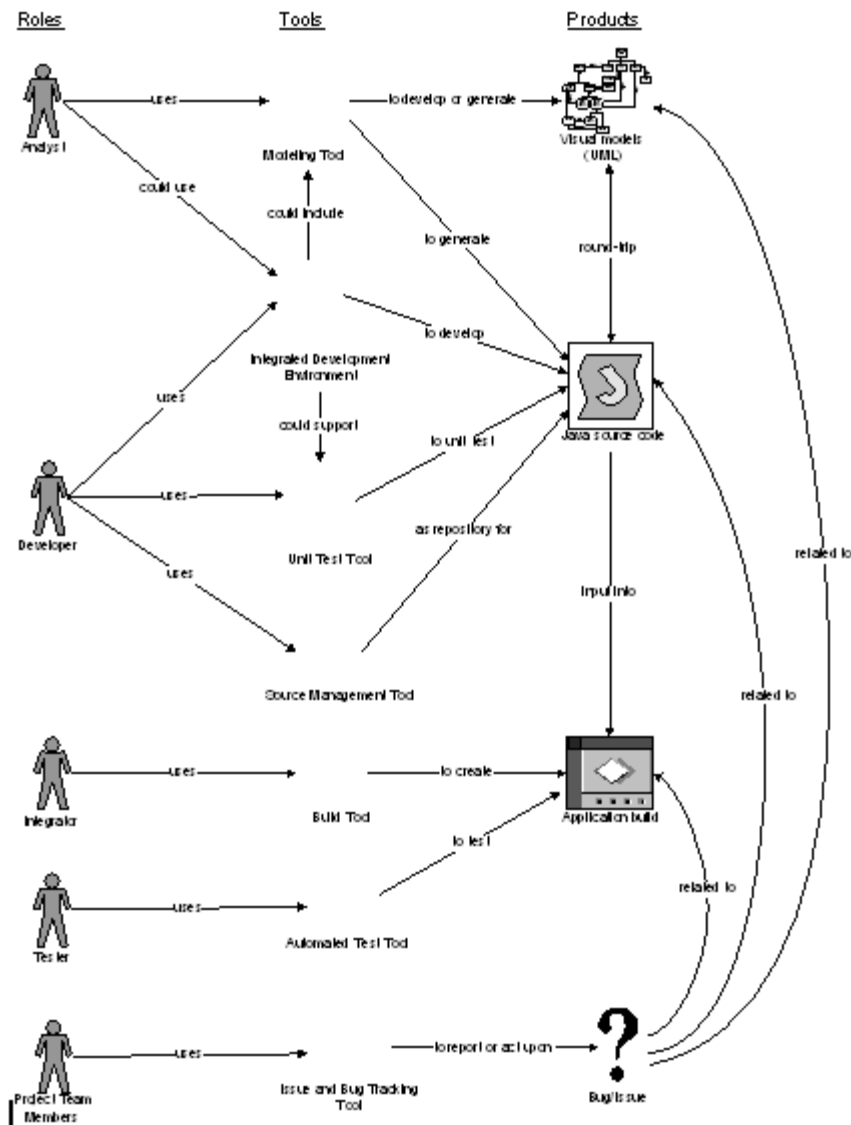 Roles
Tools
Products
uses
to develop or generate
Analyst
Modeling Tool
Visual models
(UML)
could use
could include
to generate
round-trip
to develop
Integrated Development
Environment
uses
could support
to unit test
Java source code
uses
Developer
Unit Test Tool
as repository for
related to
uses
input into
Source Management Tool
related to
uses
to create
Integrator
Build Tool
Application build
to test
related to
uses
Tester
Automated Test Tool
uses
to report or act upon
Project Team
Members
Issue and Bug Tracking
Tool
Bug/Issue